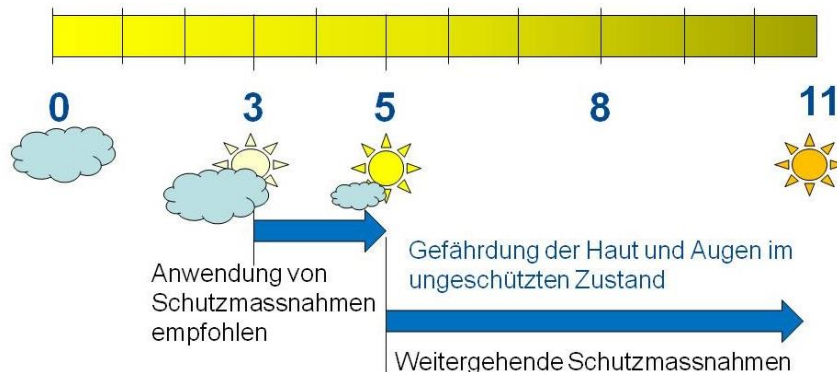 0 3 5 8 11
Gefährdung der Haut und Augen im
ungeschützten Zustand
Anwendung von
Schutzmassnahmen
empfohlen
Weitergehende Schutzmassnahmen